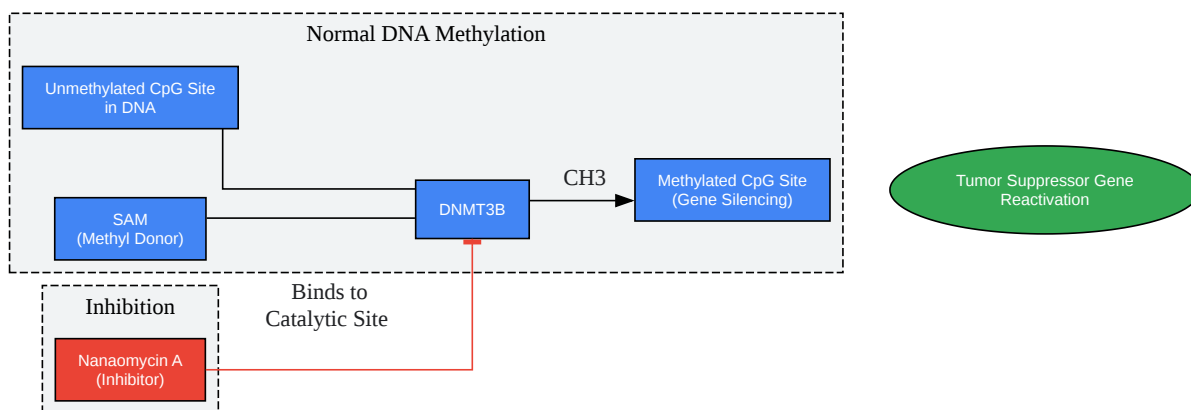 Normal DNA Methylation
Unmethylated CpG Site
in DNA
SAM
(Methyl Donor)
DNMT3B
CH3
Methylated CpG Site
(Gene Silencing)
Tumor Suppressor Gene
Reactivation
Inhibition
Nanaomycin A
(Inhibitor)
Binds to
Catalytic Site